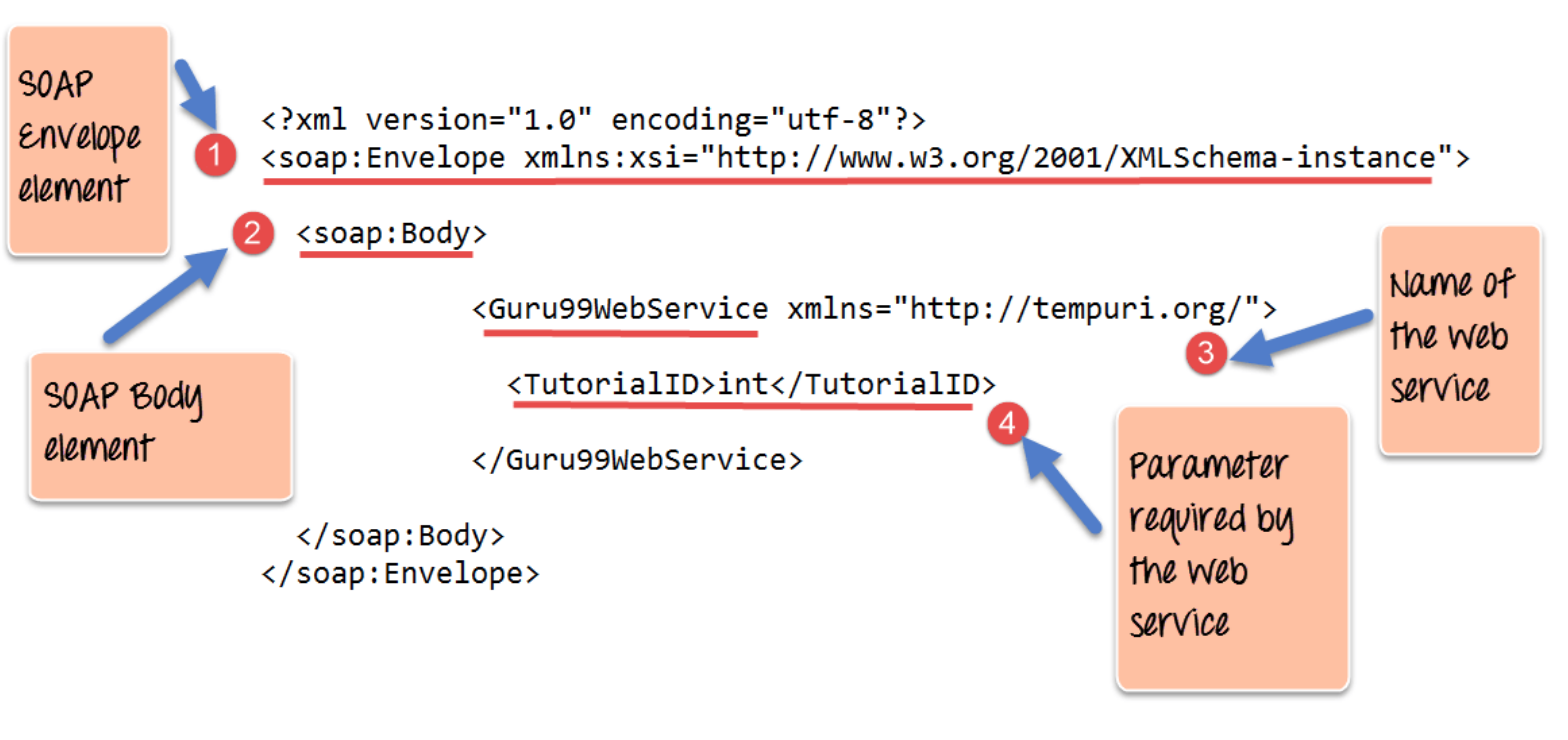 SOAP
Envelope
element
1
<?xml version="1.0" encoding="utf-8"?>
<soap:Envelope xmlns:xsi="http://www.w3.org/2001/XMLSchema-instance">
2
<soap:Body>
SOAP Body
element
<Guru99WebService xmlns="http://tempuri.org/">
3
Name of
the web
service
<TutorialID>int</TutorialID>
4
Parameter
required by
the web
service
</Guru99WebService>
</soap:Body>
</soap:Envelope>